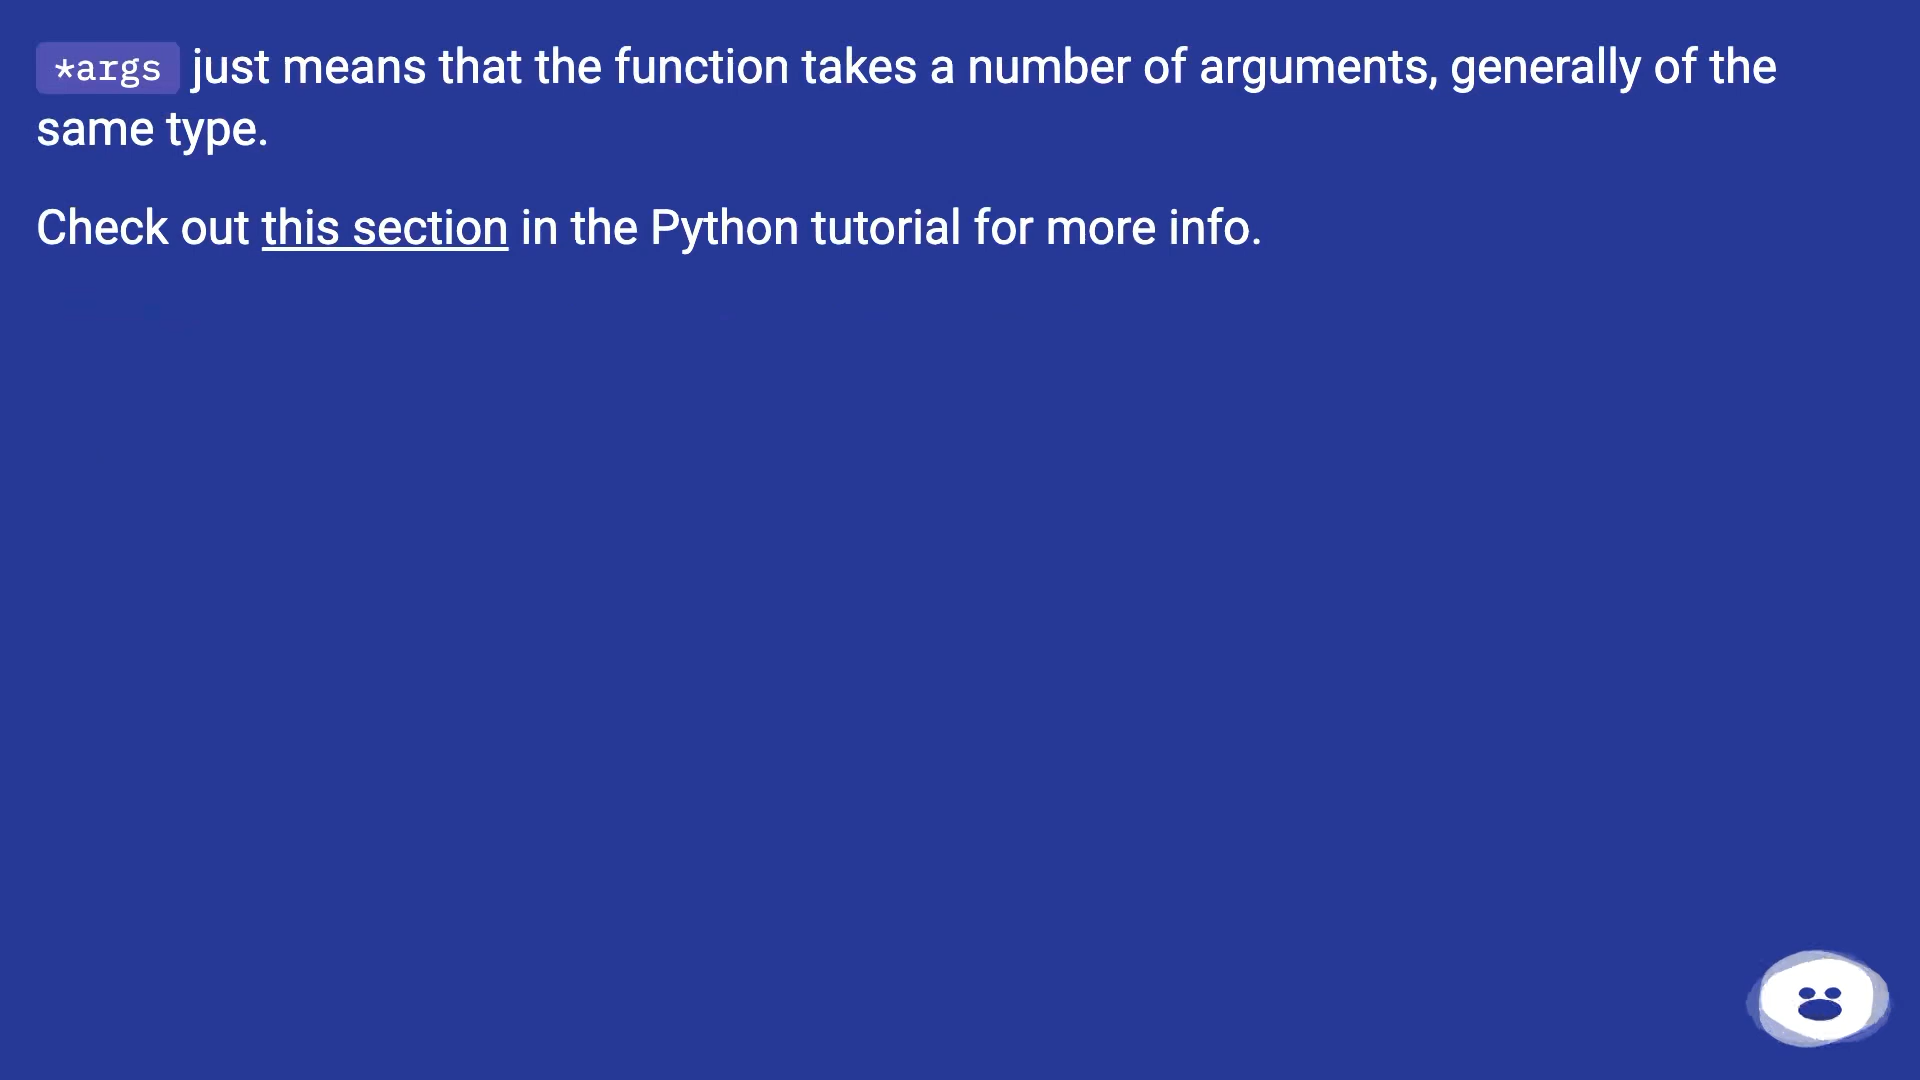 *args just means that the function takes a number of arguments, generally of the
same type.
Check out this section in the Python tutorial for more info.